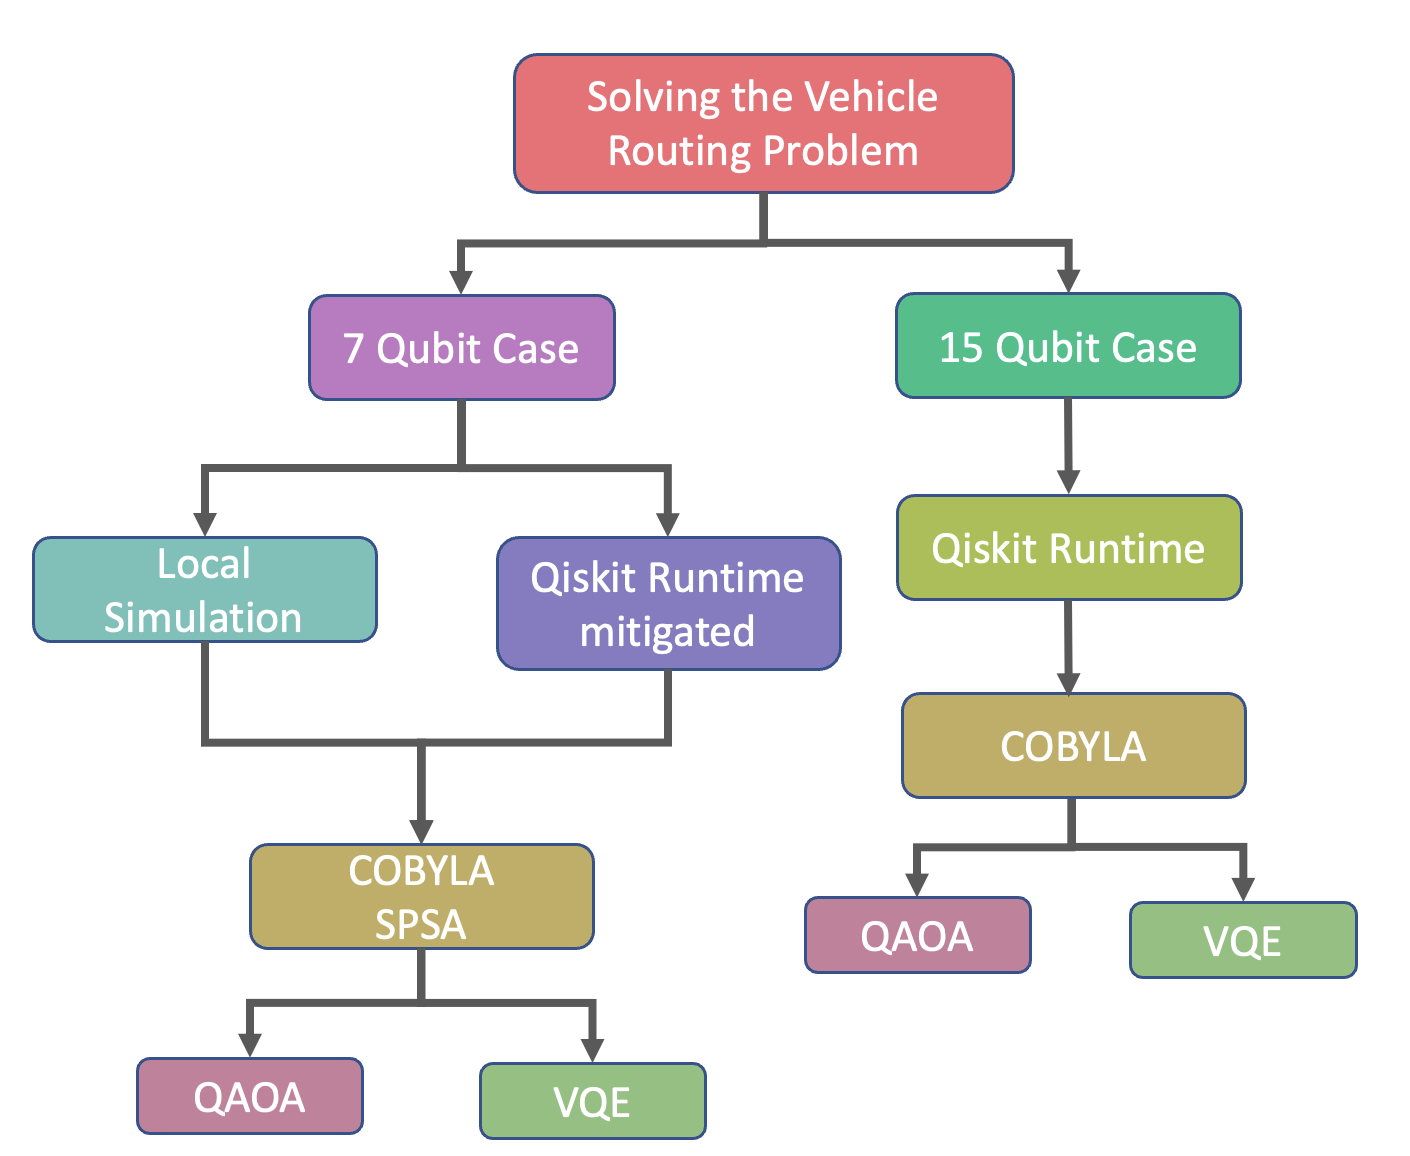 Solving the Vehicle
Routing Problem
7 Qubit Case
15 Qubit Case
Local
Simulation
Qiskit Runtime
mitigated
Qiskit Runtime
COBYLA
COBYLA
SPSA
QAOA
VQE
QAOA
VQE